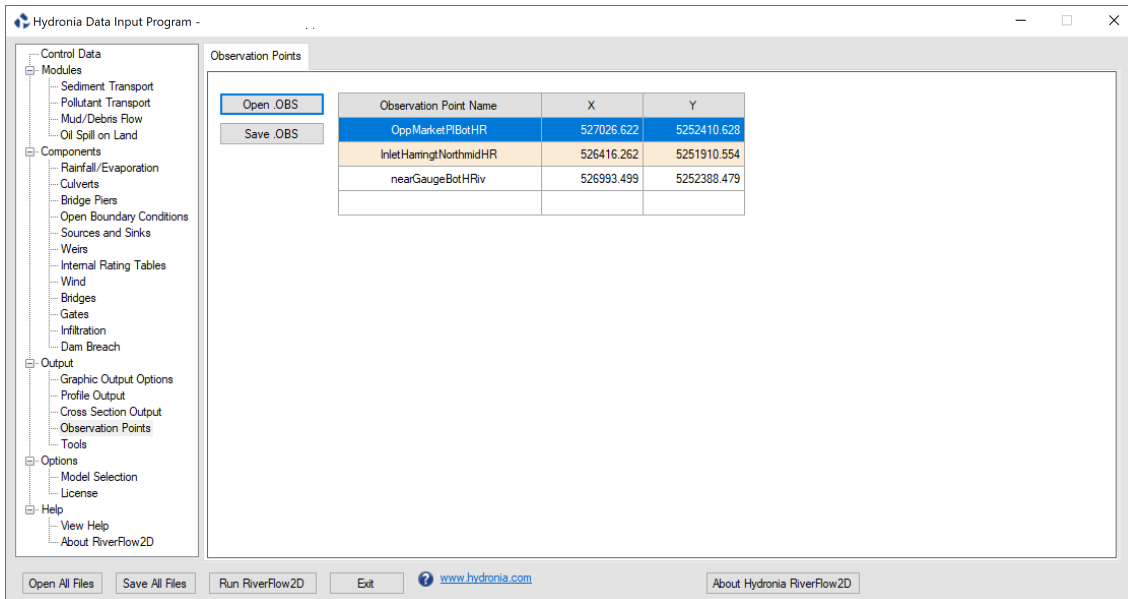 Hydronia Data Input Program -
Control Data
Modules
Sediment Transport
Pollutant Transport
Mud/Debris Flow
Oil Spill on Land
Components
Rainfall/Evaporation
Culverts
Bridge Piers
Open Boundary Conditions
Sources and Sinks
Weirs
Internal Rating Tables
Wind
Bridges
Gates
Infiltration
Dam Breach
Output
Graphic Output Options
Profile Output
Cross Section Output
Observation Points
Tools
Options
Model Selection
License
Help
View Help
About RiverFlow2D
Observation Points
Open .OBS
Save .OBS
Observation Point Name X Y
OppMarketPlBotHR 527026.622 5252410.628
InletHarringtNorthmidHR 526416.262 5251910.554
nearGaugeBotHRiv 526993.499 5252388.479
Open All Files Save All Files Run RiverFlow2D Exit ? www.hydronia.com About Hydronia RiverFlow2D